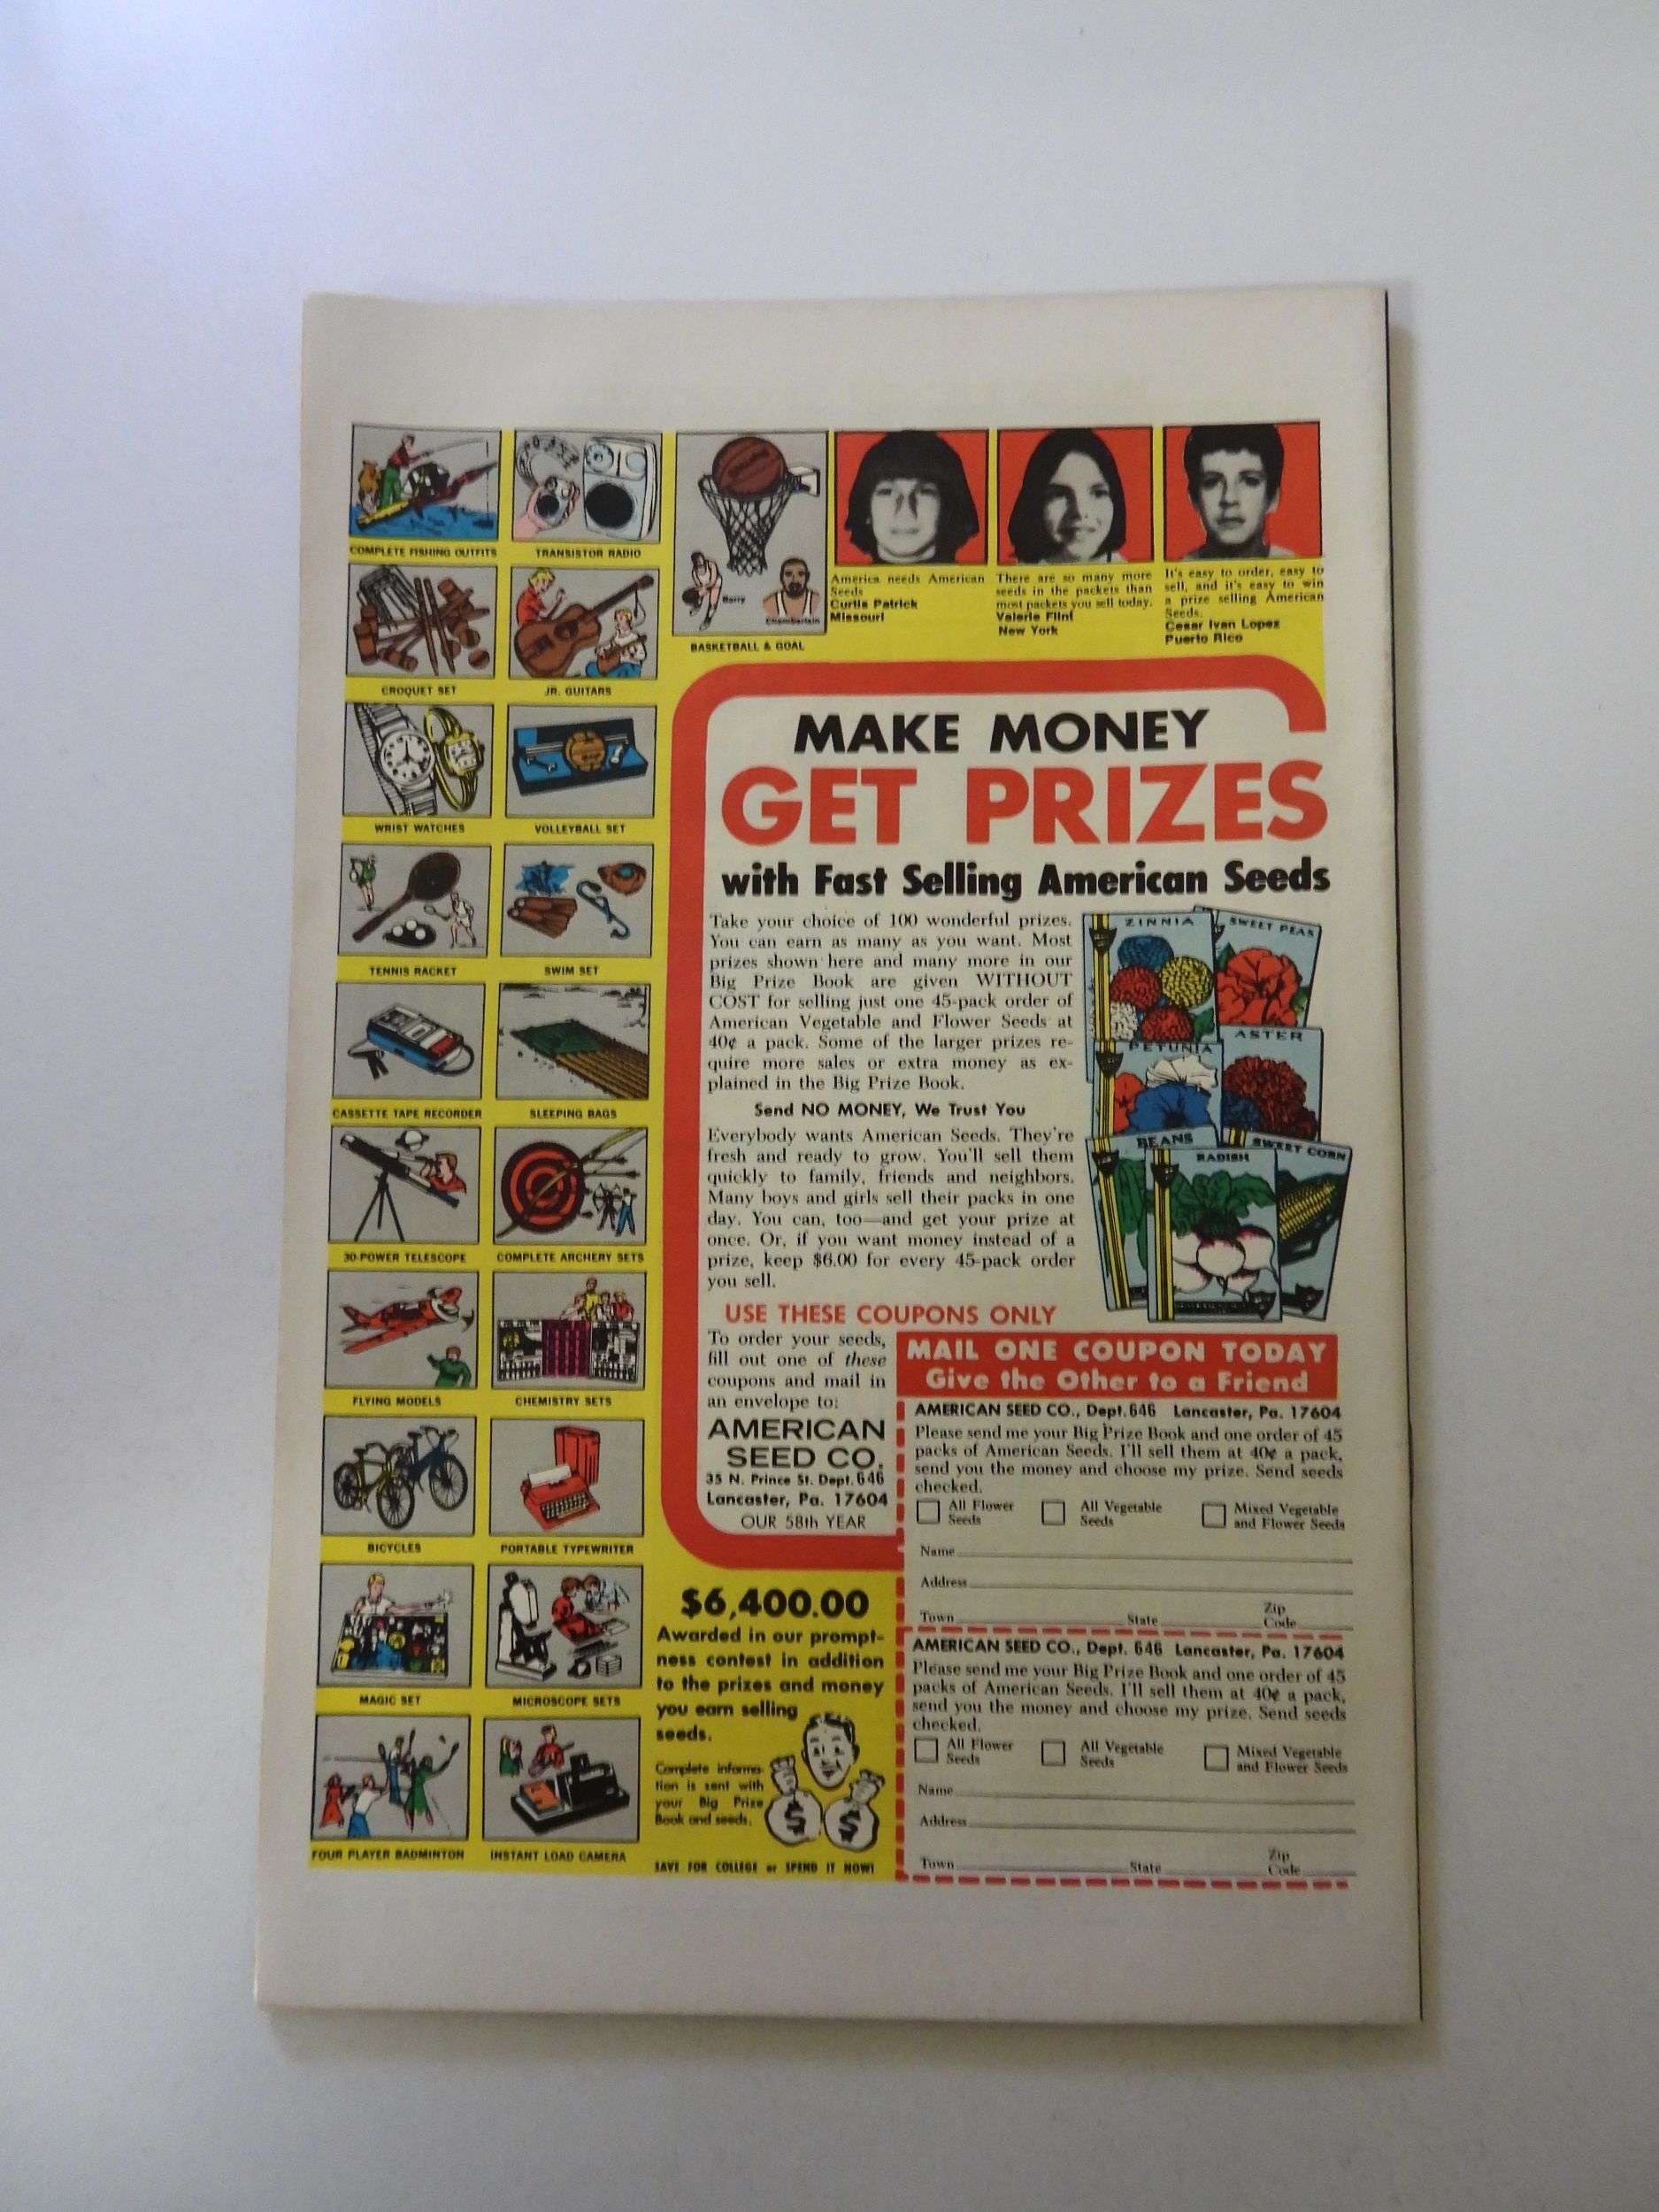 COMPLETE FISHING OUTFITS
TRANSISTOR RADIO
CROQUET SET
JR. GUITARS
WRIST WATCHES
VOLLEYBALL SET
TENNIS RACKET
SWIM SET
CASSETTE TAPE RECORDER
SLEEPING BAGS
30-POWER TELESCOPE
COMPLETE ARCHERY SETS
FLYING MODELS
CHEMISTRY SETS
BICYCLES
PORTABLE TYPEWRITER
MAGIC SET
MICROSCOPE SETS
FOUR PLAYER BADMINTON
INSTANT LOAD CAMERA
Barry
Chamberlain
BASKETBALL & GOAL
America needs American
Seeds
Curtis Patrick
Missouri
There are so many more
seeds in the packets than
most packets you sell today.
Valerie Flint
New York
It's easy to order, easy to
sell, and it's easy to win
a prize selling American
Seeds.
Cesar Ivan Lopez
Puerto Rico
MAKE MONEY
GET PRIZES
with Fast Selling American Seeds
Take your choice of 100 wonderful prizes.
You can earn as many as you want. Most
prizes shown here and many more in our
Big Prize Book are given WITHOUT
COST for selling just one 45-pack order of
American Vegetable and Flower Seeds at
40¢ a pack. Some of the larger prizes re-
quire more sales or extra money as ex-
plained in the Big Prize Book.
Send NO MONEY, We Trust You
Everybody wants American Seeds. They're
fresh and ready to grow. You'll sell them
quickly to family, friends and neighbors.
Many boys and girls sell their packs in one
day. You can, too—and get your prize at
once. Or, if you want money instead of a
prize, keep $6.00 for every 45-pack order
you sell.
ZINNIA
SWEET PEAS
PETUNIA
ASTER
BEANS
RADISH
SWEET CORN
USE THESE COUPONS ONLY
To order your seeds,
fill out one of these
coupons and mail in
an envelope to:
AMERICAN
SEED CO.
35 N. Prince St. Dept. 646
Lancaster, Pa. 17604
OUR 58th YEAR
MAIL ONE COUPON TODAY
Give the Other to a Friend
AMERICAN SEED CO., Dept. 646 Lancaster, Pa. 17604
Please send me your Big Prize Book and one order of 45
packs of American Seeds. I'll sell them at 40¢ a pack,
send you the money and choose my prize. Send seeds
checked.
All Flower Seeds
All Vegetable Seeds
Mixed Vegetable and Flower Seeds
Name
Address
Town State Zip Code
AMERICAN SEED CO., Dept. 646 Lancaster, Pa. 17604
Please send me your Big Prize Book and one order of 45
packs of American Seeds. I'll sell them at 40¢ a pack,
send you the money and choose my prize. Send seeds
checked.
All Flower Seeds
All Vegetable Seeds
Mixed Vegetable and Flower Seeds
Name
Address
Town State Zip Code
$6,400.00
Awarded in our prompt-
ness contest in addition
to the prizes and money
you earn selling
seeds.
Complete informa-
tion is sent with
your Big Prize
Book and seeds.
$ $
SAVE FOR COLLEGE or SPEND IT NOW!